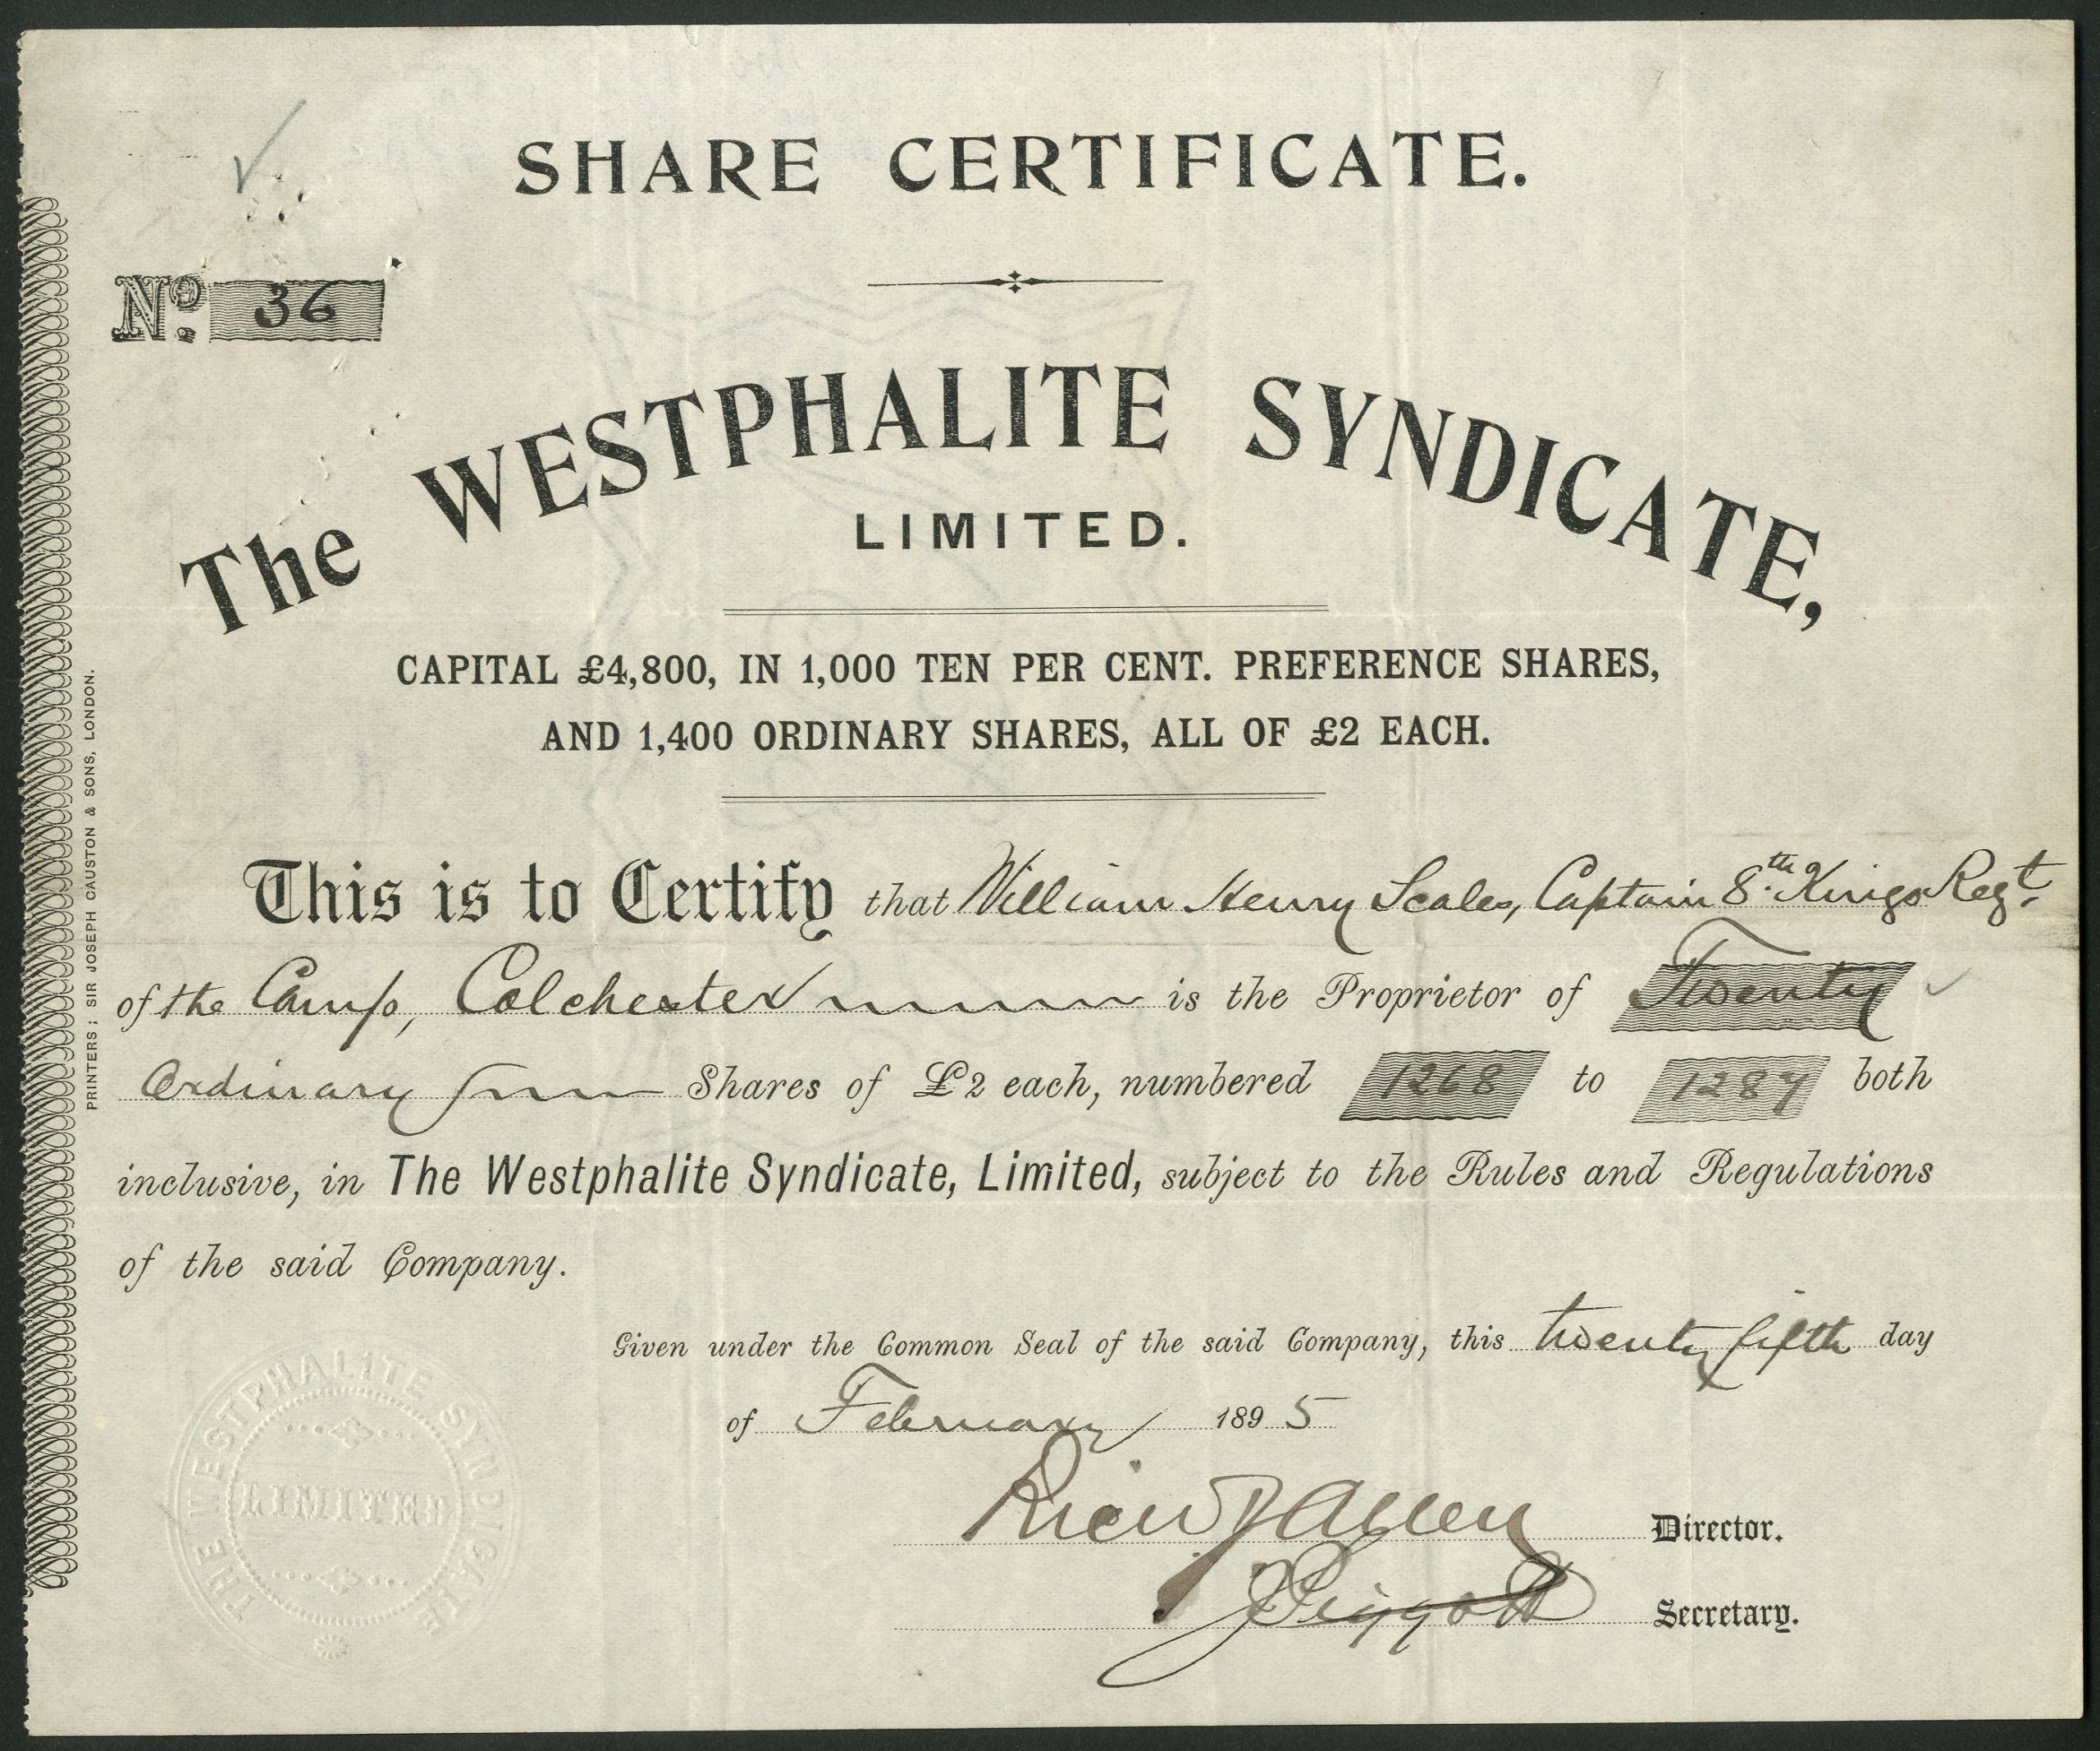 SHARE CERTIFICATE.
No. 36
The WESTPHALITE SYNDICATE,
LIMITED.
CAPITAL £4,800, IN 1,000 TEN PER CENT. PREFERENCE SHARES,
AND 1,400 ORDINARY SHARES, ALL OF £2 EACH.
This is to Certify that William Henry Scales, Captain 8.th Kings Regt.
of the Camp, Colchester is the Proprietor of Twenty
Ordinary Shares of £2 each, numbered 1268 to 1287 both
inclusive, in The Westphalite Syndicate, Limited, subject to the Rules and Regulations
of the said Company.
Given under the Common Seal of the said Company, this twenty fifth day
of February 1895
Director.
J Piggott Secretary.
THE WESTPHALITE SYNDICATE
LIMITED
PRINTERS; SIR JOSEPH CAUSTON & SONS, LONDON.